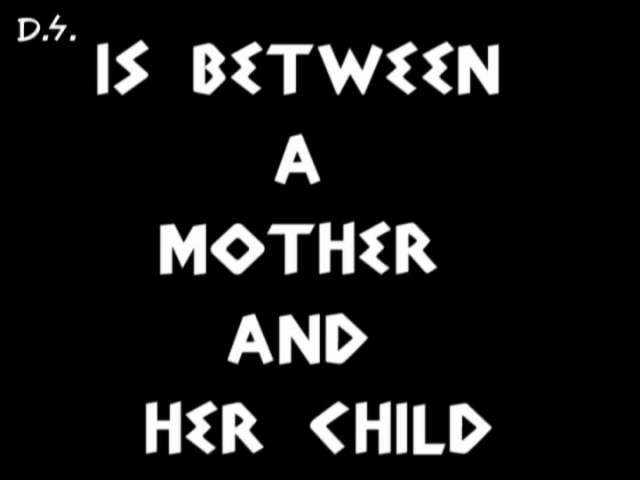 D.S.
IS BETWEEN
A
MOTHER
AND
HER CHILD